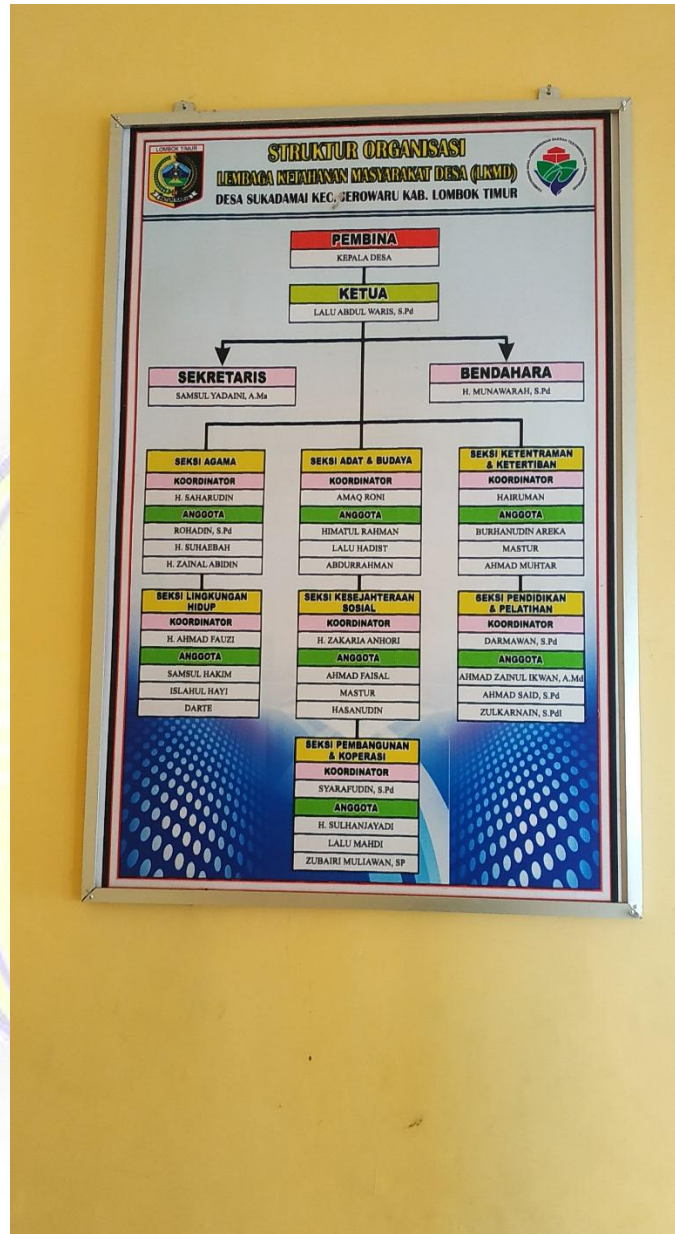 LOMBOK TIMUR
STRUKTUR ORGANISASI
LEMBAGA KETAHANAN MASYARAKAT DESA (LKMD)
DESA SUKADAMAI KEC. JEROWARU KAB. LOMBOK TIMUR
PEMBINA
KEPALA DESA
KETUA
LALU ABDUL WARIS, S.Pd
SEKRETARIS
SAMSUL YADAINI, A.Ma
BENDAHARA
H. MUNAWARAH, S.Pd
SEKSI AGAMA
KOORDINATOR
H. SAHARUDIN
ANGGOTA
ROHADIN, S.Pd
H. SUHAEBAH
H. ZAINAL ABIDIN
SEKSI ADAT & BUDAYA
KOORDINATOR
AMAQ RONI
ANGGOTA
HIMATUL RAHMAN
LALU HADIST
ABDURRAHMAN
SEKSI KETENTRAMAN
& KETERTIBAN
KOORDINATOR
HAIRUMAN
ANGGOTA
BURHANUDIN AREKA
MASTUR
AHMAD MUHTAR
SEKSI LINGKUNGAN
HIDUP
KOORDINATOR
H. AHMAD FAUZI
ANGGOTA
SAMSUL HAKIM
ISLAHUL HAYI
DARTE
SEKSI KESEJAHTERAAN
SOSIAL
KOORDINATOR
H. ZAKARIA ANHORI
ANGGOTA
AHMAD FAISAL
MASTUR
HASANUDIN
SEKSI PENDIDIKAN
& PELATIHAN
KOORDINATOR
DARMAWAN, S.Pd
ANGGOTA
AHMAD ZAINUL IKWAN, A.Md
AHMAD SAID, S.Pd
ZULKARNAIN, S.PdI
SEKSI PEMBANGUNAN
& KOPERASI
KOORDINATOR
SYARAFUDIN, S.Pd
ANGGOTA
H. SULHANJAYADI
LALU MAHDI
ZUBAIRI MULIAWAN, SP